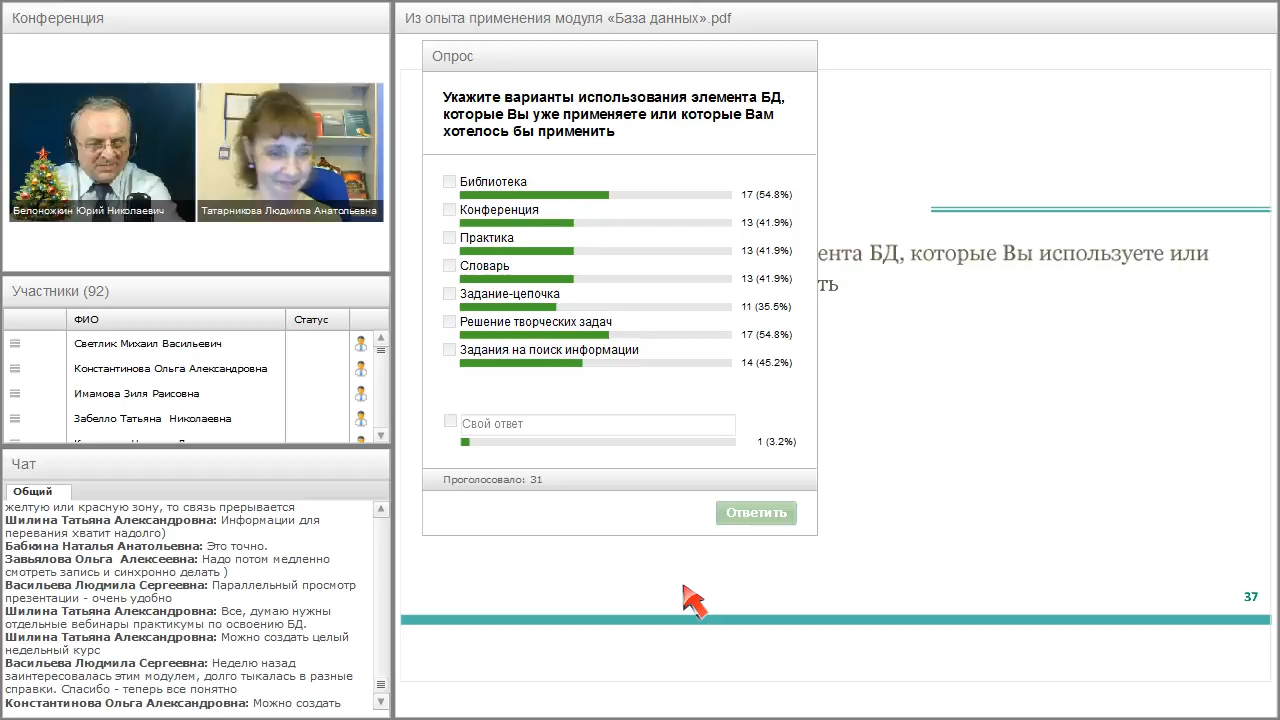 Конференция
Белоножкин Юрий Николаевич
Татарникова Людмила Анатольевна
Участники (92)
ФИО
Статус
Светлик Михаил Васильевич
Константинова Ольга Александровна
Имамова Зиля Раисовна
Забелло Татьяна Николаевна
Чат
Общий
желтую или красную зону, то связь прерывается
Шилина Татьяна Александровна: Информации для
перевания хватит надолго)
Бабкина Наталья Анатольевна: Это точно.
Завьялова Ольга Алексеевна: Надо потом медленно
смотреть запись и синхронно делать )
Васильева Людмила Сергеевна: Параллельный просмотр
презентации - очень удобно
Шилина Татьяна Александровна: Все, думаю нужны
отдельные вебинары практикумы по освоению БД.
Шилина Татьяна Александровна: Можно создать целый
недельный курс
Васильева Людмила Сергеевна: Неделю назад
заинтересовалась этим модулем, долго тыкалась в разные
справки. Спасибо - теперь все понятно
Константинова Ольга Александровна: Можно создать
Из опыта применения модуля «База данных».pdf
Опрос
Укажите варианты использования элемента БД,
которые Вы уже применяете или которые Вам
хотелось бы применить
Библиотека
17 (54.8%)
Конференция
13 (41.9%)
Практика
13 (41.9%)
Словарь
13 (41.9%)
Задание-цепочка
11 (35.5%)
Решение творческих задач
17 (54.8%)
Задания на поиск информации
14 (45.2%)
Свой ответ
1 (3.2%)
Проголосовало: 31
Ответить
ента БД, которые Вы используете или
ть
37